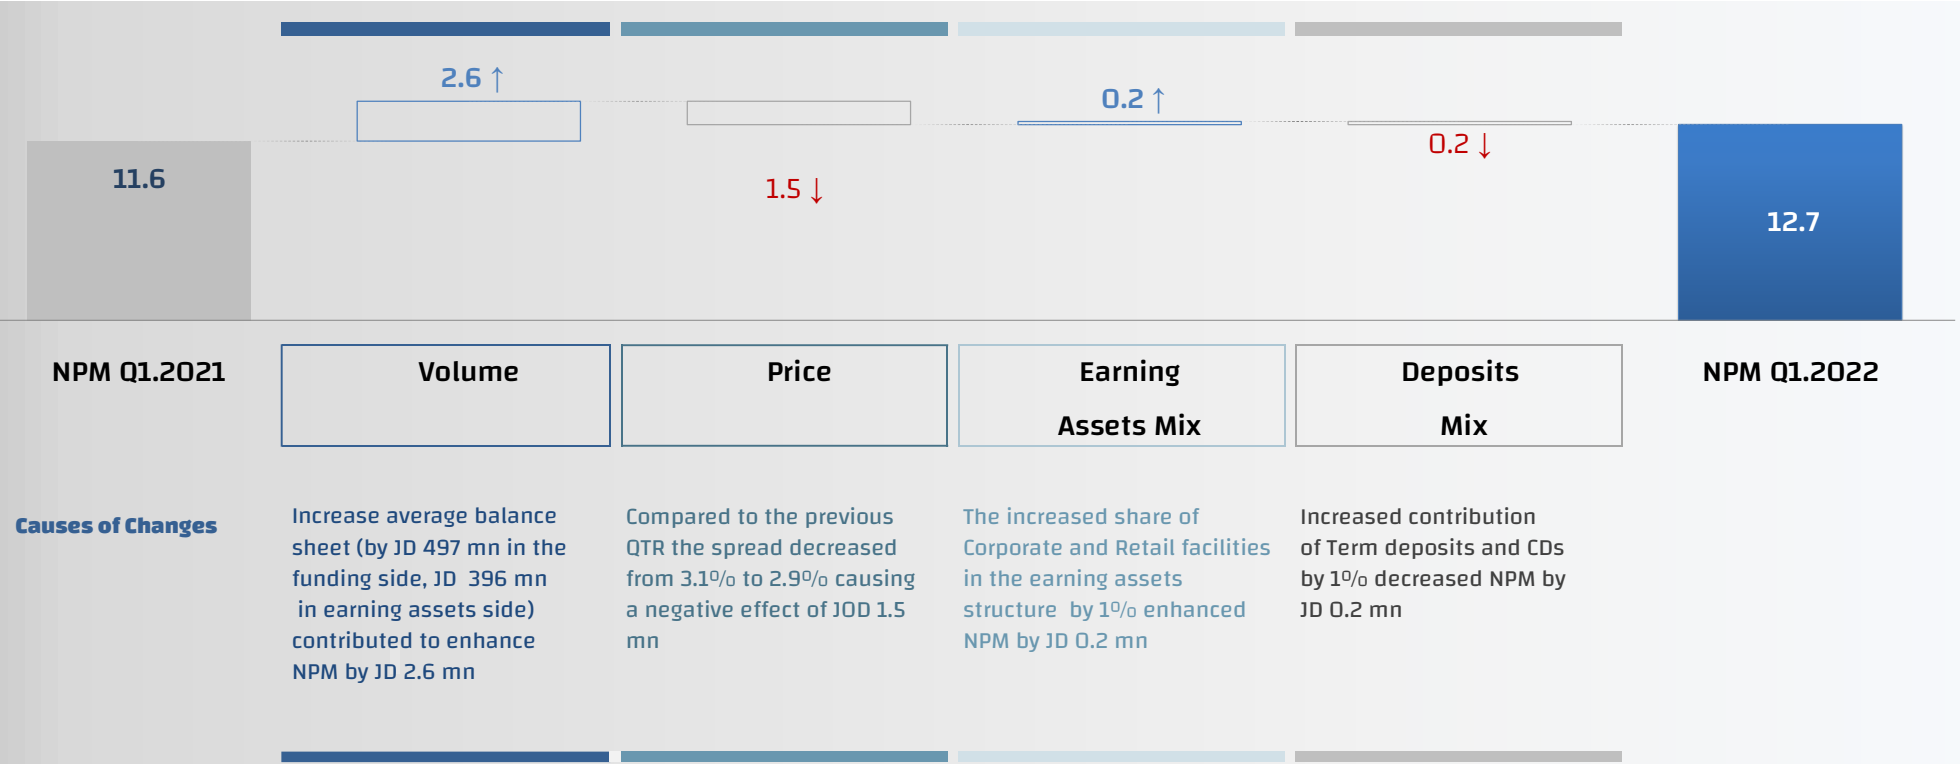 2.6 ↑
0.2 ↑
11.6
1.5 ↓
0.2 ↓
12.7
NPM Q1.2021
Volume
Price
Earning
Assets Mix
Deposits
Mix
NPM Q1.2022
Causes of Changes
Increase average balance
sheet (by JD 497 mn in the
funding side, JD 396 mn
in earning assets side)
contributed to enhance
NPM by JD 2.6 mn
Compared to the previous
QTR the spread decreased
from 3.1% to 2.9% causing
a negative effect of JOD 1.5
mn
The increased share of
Corporate and Retail facilities
in the earning assets
structure by 1% enhanced
NPM by JD 0.2 mn
Increased contribution
of Term deposits and CDs
by 1% decreased NPM by
JD 0.2 mn